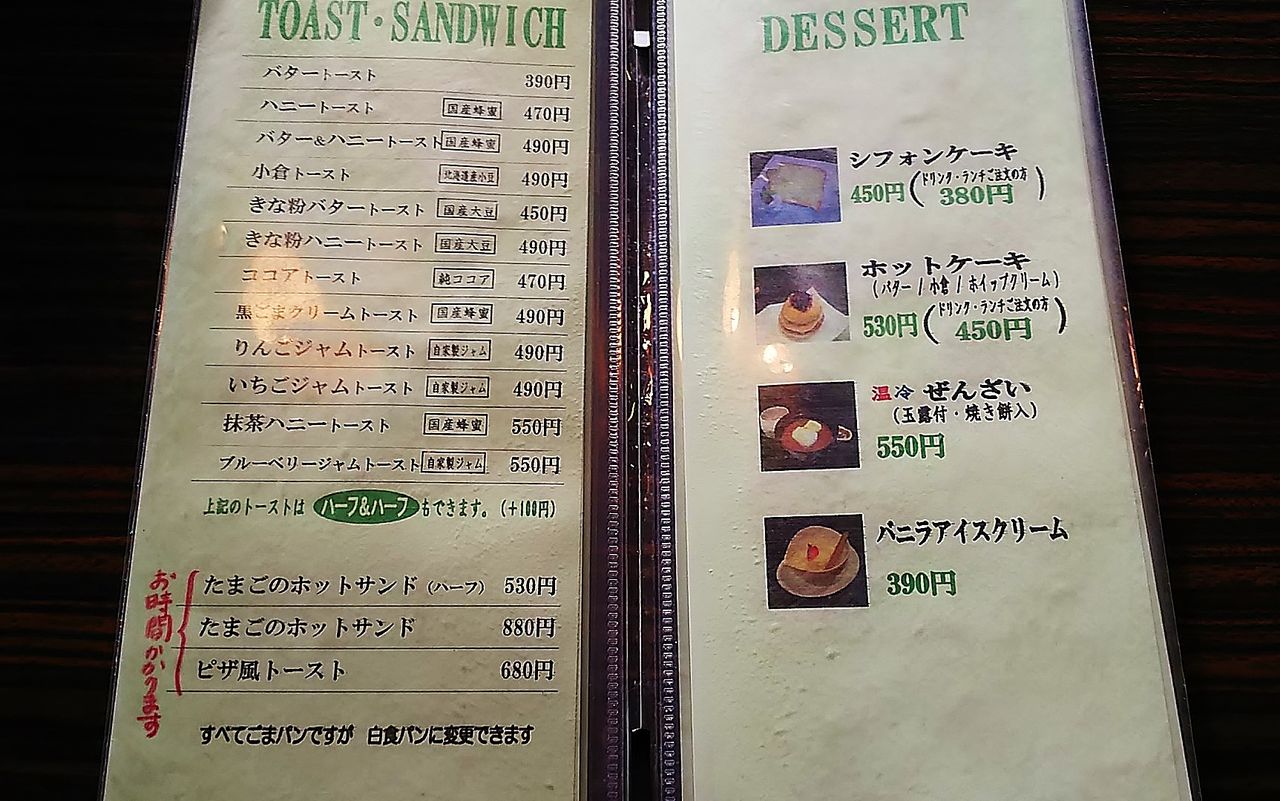 TOAST・SANDWICH
バタートースト 390円
ハニートースト 国産蜂蜜 470円
バター&ハニートースト 国産蜂蜜 490円
小倉トースト 北海道産小豆 490円
きな粉バタートースト 国産大豆 450円
きな粉ハニートースト 国産大豆 490円
ココアトースト 純ココア 470円
黒ごまクリームトースト 国産蜂蜜 490円
りんごジャムトースト 自家製ジャム 490円
いちごジャムトースト 自家製ジャム 490円
抹茶ハニートースト 国産蜂蜜 550円
ブルーベリージャムトースト 自家製ジャム 550円
上記のトーストは ハーフ&ハーフ もできます。(+100円)
お時間かかります
たまごのホットサンド (ハーフ) 530円
たまごのホットサンド 880円
ピザ風トースト 680円
すべてごまパンですが 白食パンに変更できます
DESSERT
シフォンケーキ
450円 (ドリンク・ランチご注文の方 380円)
ホットケーキ
(バター / 小倉 / ホイップクリーム)
530円 (ドリンク・ランチご注文の方 450円)
温 冷 ぜんざい
(玉露付・焼き餅入)
550円
バニラアイスクリーム
390円